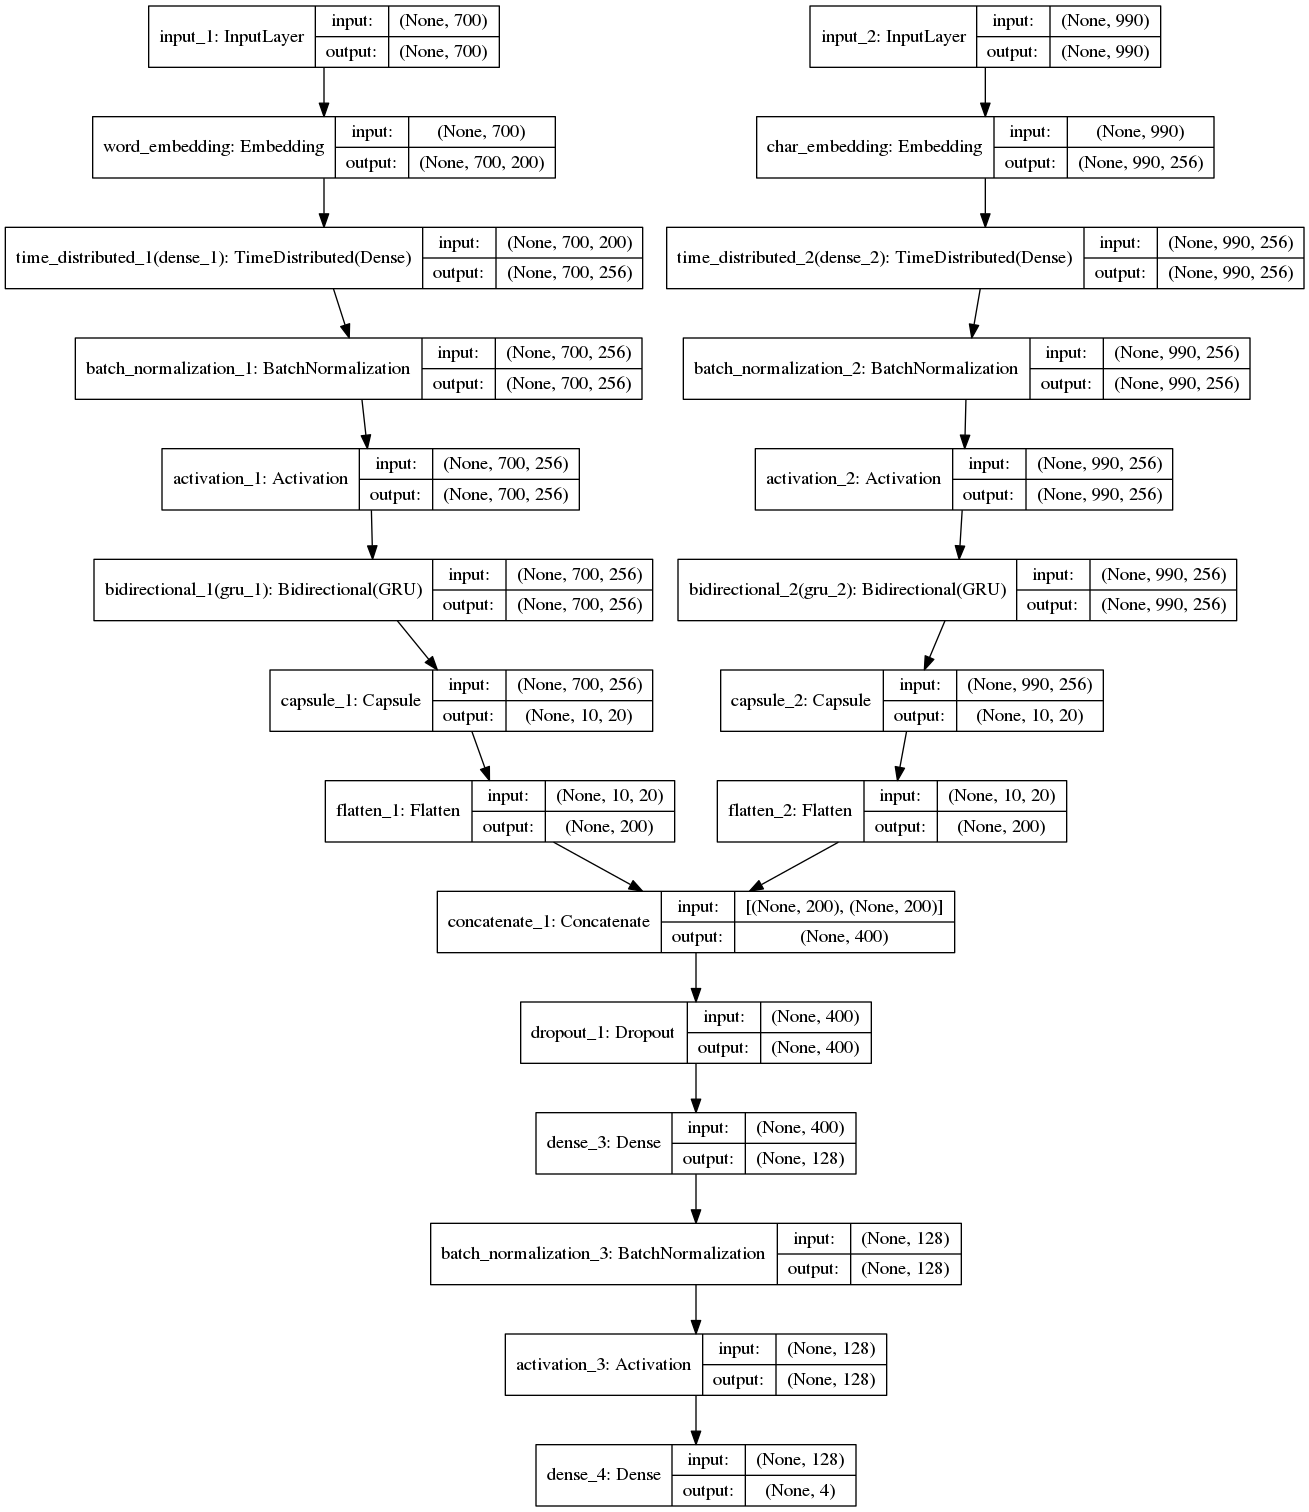 input_1: InputLayer
input: (None, 700)
output: (None, 700)
input_2: InputLayer
input: (None, 990)
output: (None, 990)
word_embedding: Embedding
input: (None, 700)
output: (None, 700, 200)
char_embedding: Embedding
input: (None, 990)
output: (None, 990, 256)
time_distributed_1(dense_1): TimeDistributed(Dense)
input: (None, 700, 200)
output: (None, 700, 256)
time_distributed_2(dense_2): TimeDistributed(Dense)
input: (None, 990, 256)
output: (None, 990, 256)
batch_normalization_1: BatchNormalization
input: (None, 700, 256)
output: (None, 700, 256)
batch_normalization_2: BatchNormalization
input: (None, 990, 256)
output: (None, 990, 256)
activation_1: Activation
input: (None, 700, 256)
output: (None, 700, 256)
activation_2: Activation
input: (None, 990, 256)
output: (None, 990, 256)
bidirectional_1(gru_1): Bidirectional(GRU)
input: (None, 700, 256)
output: (None, 700, 256)
bidirectional_2(gru_2): Bidirectional(GRU)
input: (None, 990, 256)
output: (None, 990, 256)
capsule_1: Capsule
input: (None, 700, 256)
output: (None, 10, 20)
capsule_2: Capsule
input: (None, 990, 256)
output: (None, 10, 20)
flatten_1: Flatten
input: (None, 10, 20)
output: (None, 200)
flatten_2: Flatten
input: (None, 10, 20)
output: (None, 200)
concatenate_1: Concatenate
input: [(None, 200), (None, 200)]
output: (None, 400)
dropout_1: Dropout
input: (None, 400)
output: (None, 400)
dense_3: Dense
input: (None, 400)
output: (None, 128)
batch_normalization_3: BatchNormalization
input: (None, 128)
output: (None, 128)
activation_3: Activation
input: (None, 128)
output: (None, 128)
dense_4: Dense
input: (None, 128)
output: (None, 4)